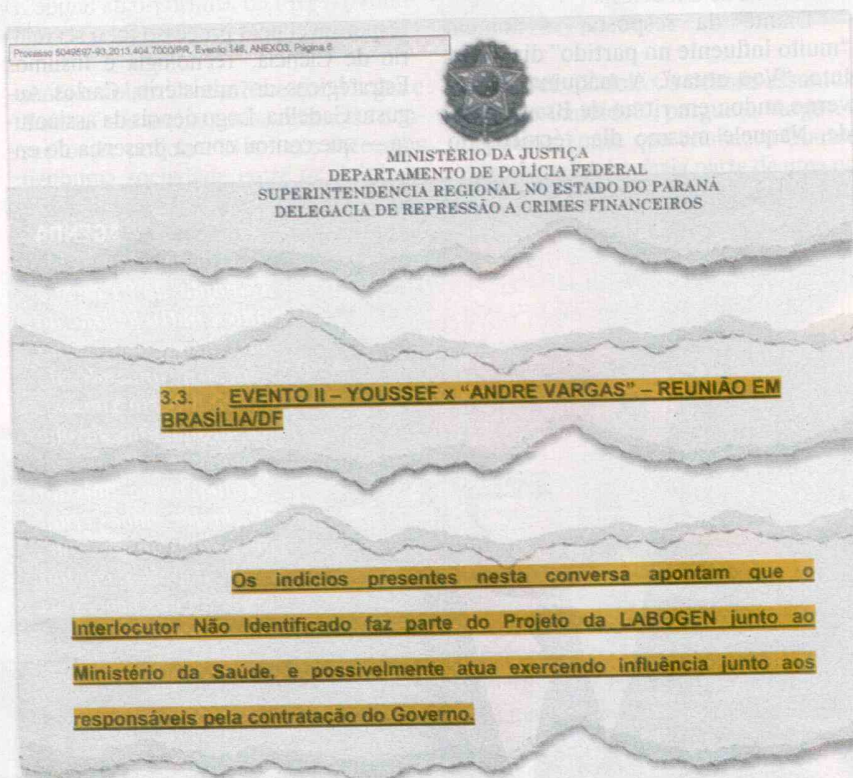 Processo 5049597-93.2013.404.7000/PR, Evento 146, ANEXO3, Página 6
MINISTÉRIO DA JUSTIÇA
DEPARTAMENTO DE POLÍCIA FEDERAL
SUPERINTENDENCIA REGIONAL NO ESTADO DO PARANÁ
DELEGACIA DE REPRESSÃO A CRIMES FINANCEIROS
3.3. EVENTO II – YOUSSEF x “ANDRE VARGAS” – REUNIÃO EM
BRASÍLIA/DF
Os indícios presentes nesta conversa apontam que o
Interlocutor Não Identificado faz parte do Projeto da LABOGEN junto ao
Ministério da Saúde, e possivelmente atua exercendo influência junto aos
responsáveis pela contratação do Governo.